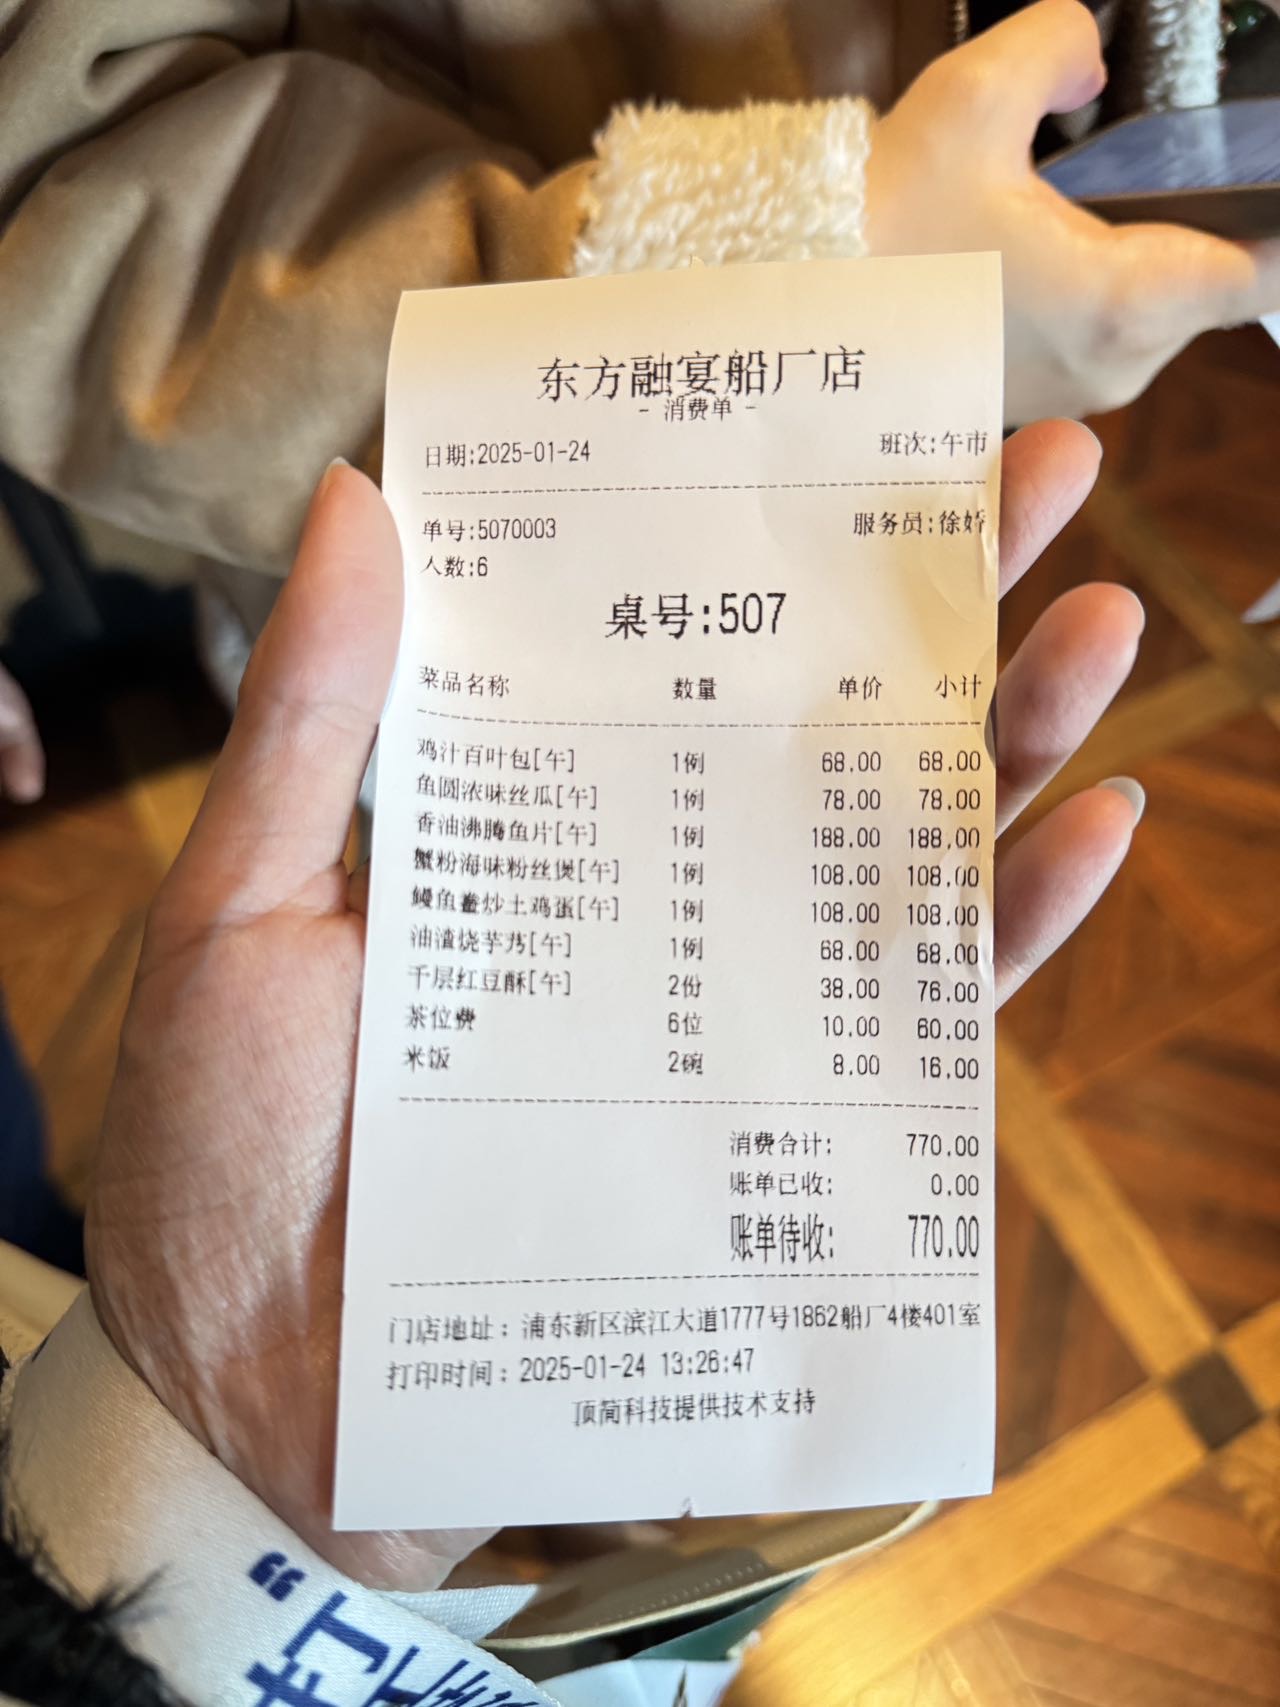 东方融宴船厂店
- 消费单 -
日期:2025-01-24 班次:午市
单号:5070003 服务员:徐娇
人数:6
桌号:507
菜品名称 数量 单价 小计
鸡汁百叶包[午] 1例 68.00 68.00
鱼圆浓味丝瓜[午] 1例 78.00 78.00
香油沸腾鱼片[午] 1例 188.00 188.00
蟹粉海味粉丝煲[午] 1例 108.00 108.00
鳗鱼鲞炒土鸡蛋[午] 1例 108.00 108.00
油渣烧芋艿[午] 1例 68.00 68.00
千层红豆酥[午] 2份 38.00 76.00
茶位费 6位 10.00 60.00
米饭 2碗 8.00 16.00
消费合计: 770.00
账单已收: 0.00
账单待收: 770.00
门店地址: 浦东新区滨江大道1777号1862船厂4楼401室
打印时间: 2025-01-24 13:26:47
顶简科技提供技术支持
打